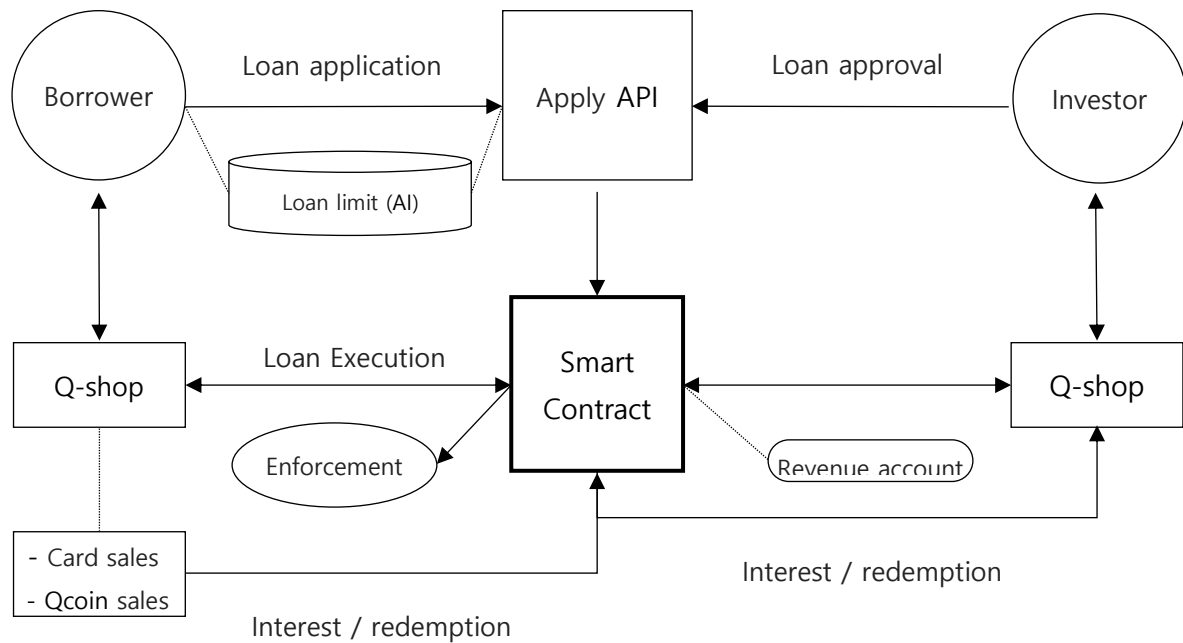 Loan application
Loan approval
Borrower
Apply API
Investor
Loan limit (AI)
Loan Execution
Smart
Contract
Q-shop
Q-shop
Enforcement
Revenue account
- Card sales
- Qcoin sales
Interest / redemption
Interest / redemption